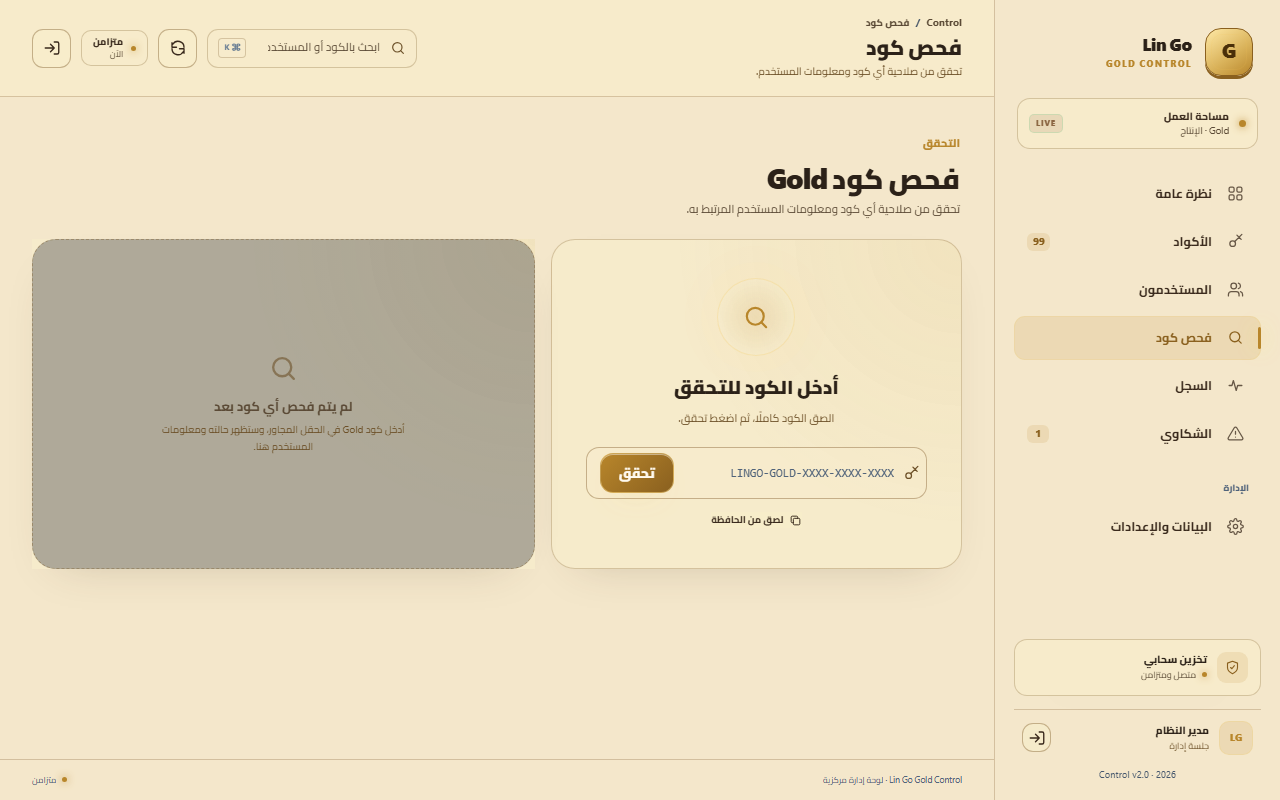 Lin Go
GOLD CONTROL
G
مساحة العمل
Gold · الإنتاج
LIVE
نظرة عامة
الأكواد
99
المستخدمون
فحص كود
السجل
الشكاوي
1
الإدارة
البيانات والإعدادات
تخزين سحابي
متصل ومتزامن
LG
مدير النظام
جلسة إدارة
Control v2.0 · 2026
Control / فحص كود
فحص كود
تحقق من صلاحية أي كود ومعلومات المستخدم.
ابحث بالكود أو المستخدم
⌘ K
متزامن
الآن
التحقق
فحص كود Gold
تحقق من صلاحية أي كود ومعلومات المستخدم المرتبط به.
أدخل الكود للتحقق
الصق الكود كاملًا، ثم اضغط تحقق.
LINGO-GOLD-XXXX-XXXX-XXXX
تحقق
لصق من الحافظة
لم يتم فحص أي كود بعد
أدخل كود Gold في الحقل المجاور، وستظهر حالته ومعلومات
المستخدم هنا.
Lin Go Gold Control · لوحة إدارة مركزية
متزامن